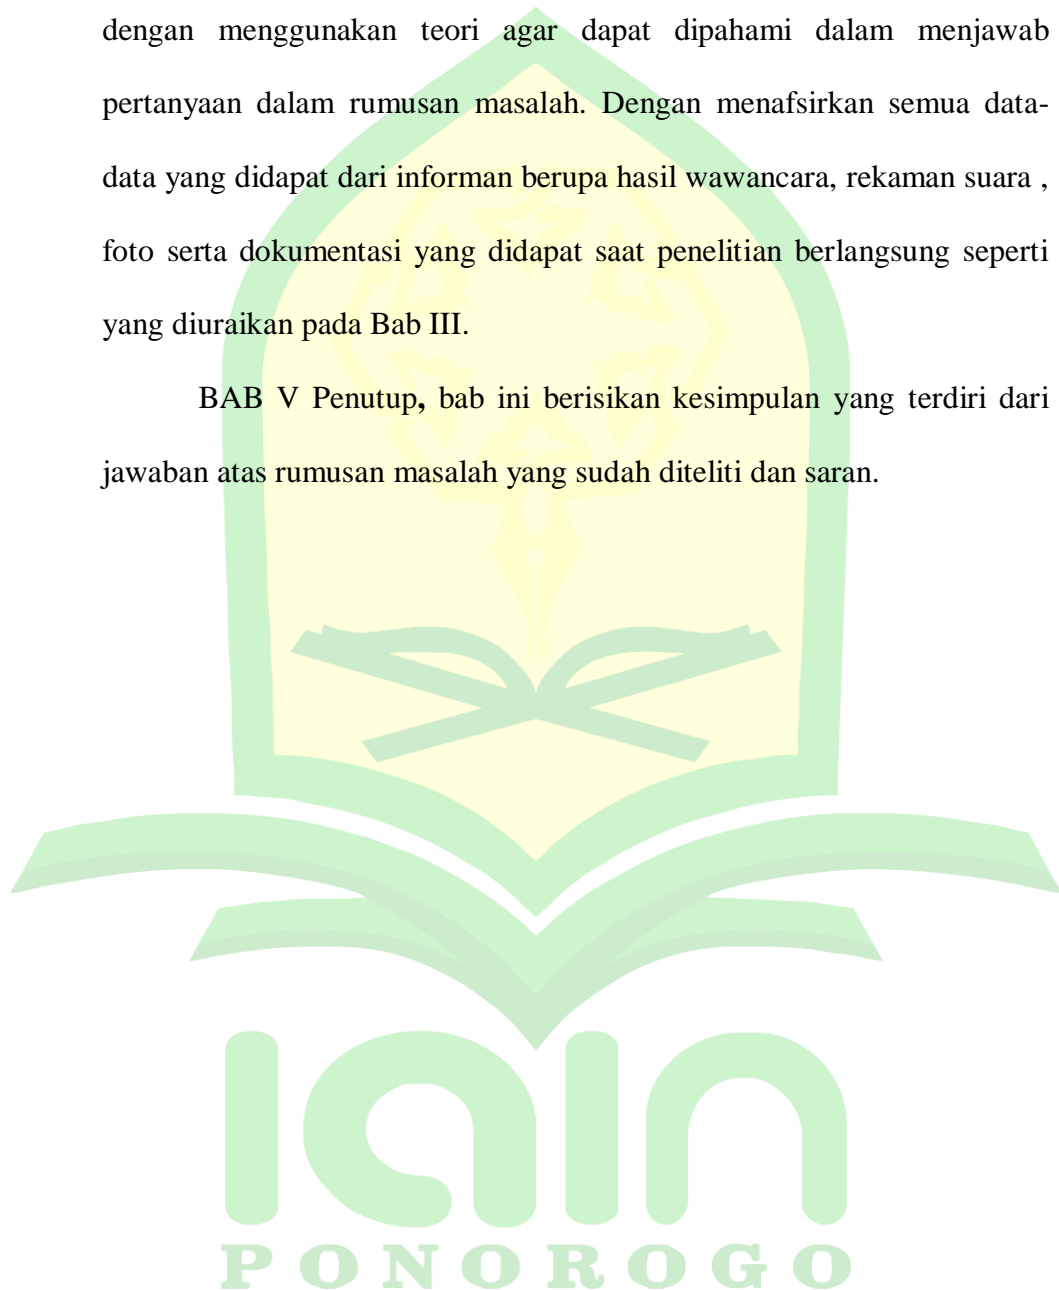 dengan menggunakan teori agar dapat dipahami dalam menjawab
pertanyaan dalam rumusan masalah. Dengan menafsirkan semua data-
data yang didapat dari informan berupa hasil wawancara, rekaman suara ,
foto serta dokumentasi yang didapat saat penelitian berlangsung seperti
yang diuraikan pada Bab III.
BAB V Penutup, bab ini berisikan kesimpulan yang terdiri dari
jawaban atas rumusan masalah yang sudah diteliti dan saran.
IAIN
PONOROGO